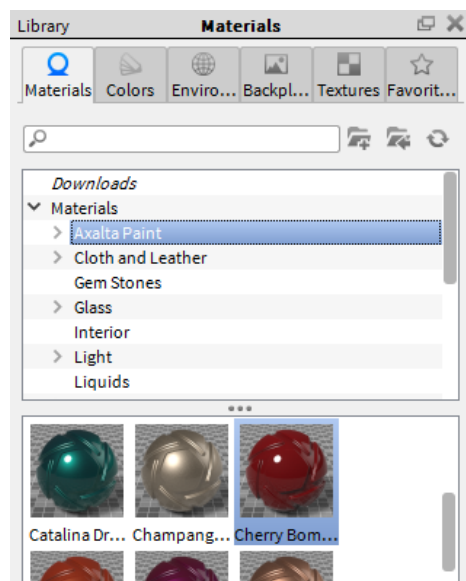 Library Materials
Materials Colors Enviro... Backpl... Textures Favorit...
Downloads
Materials
Axalta Paint
Cloth and Leather
Gem Stones
Glass
Interior
Light
Liquids
Catalina Dr... Champang... Cherry Bom...